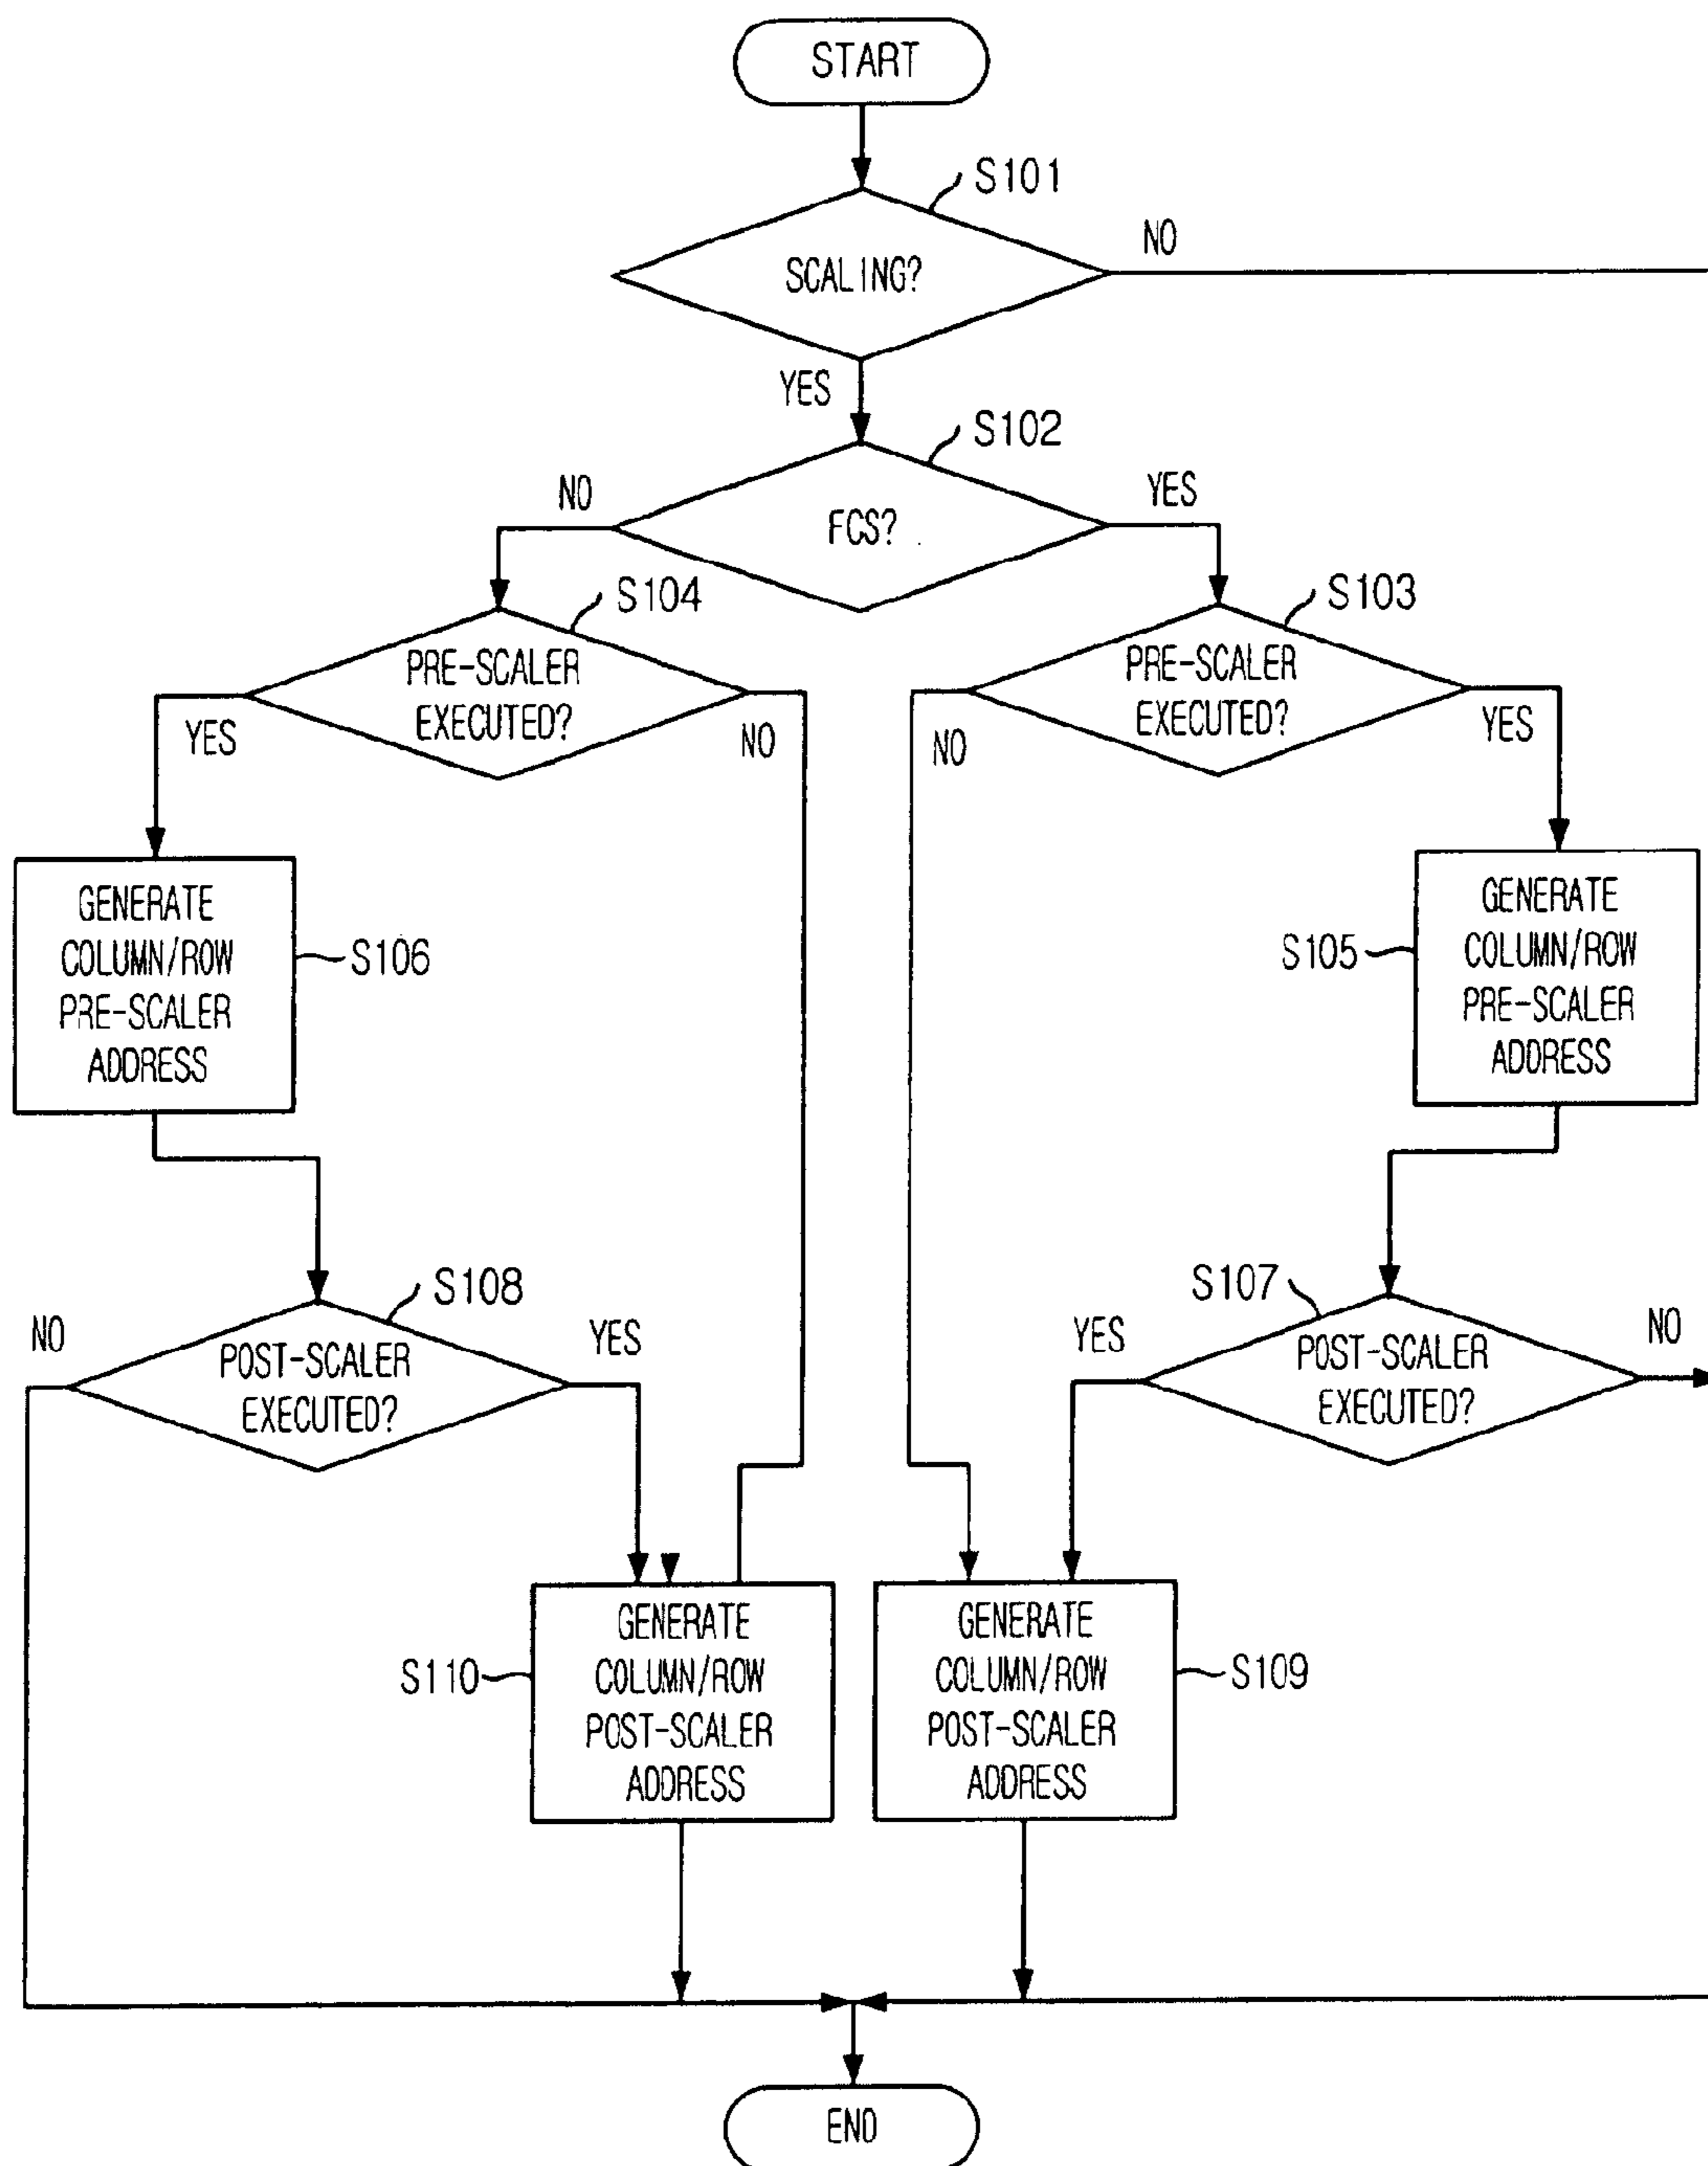 START
S101
NO
SCALING?
YES
S102
NO
YES
FCS?
S104
S103
PRE-SCALER
EXECUTED?
YES
NO
PRE-SCALER
EXECUTED?
NO
YES
GENERATE
COLUMN/ROW
PRE-SCALER
ADDRESS
S106
S105
GENERATE
COLUMN/ROW
PRE-SCALER
ADDRESS
S108
NO
YES
POST-SCALER
EXECUTED?
S107
YES
NO
POST-SCALER
EXECUTED?
S110
GENERATE
COLUMN/ROW
POST-SCALER
ADDRESS
GENERATE
COLUMN/ROW
POST-SCALER
ADDRESS
S109
END